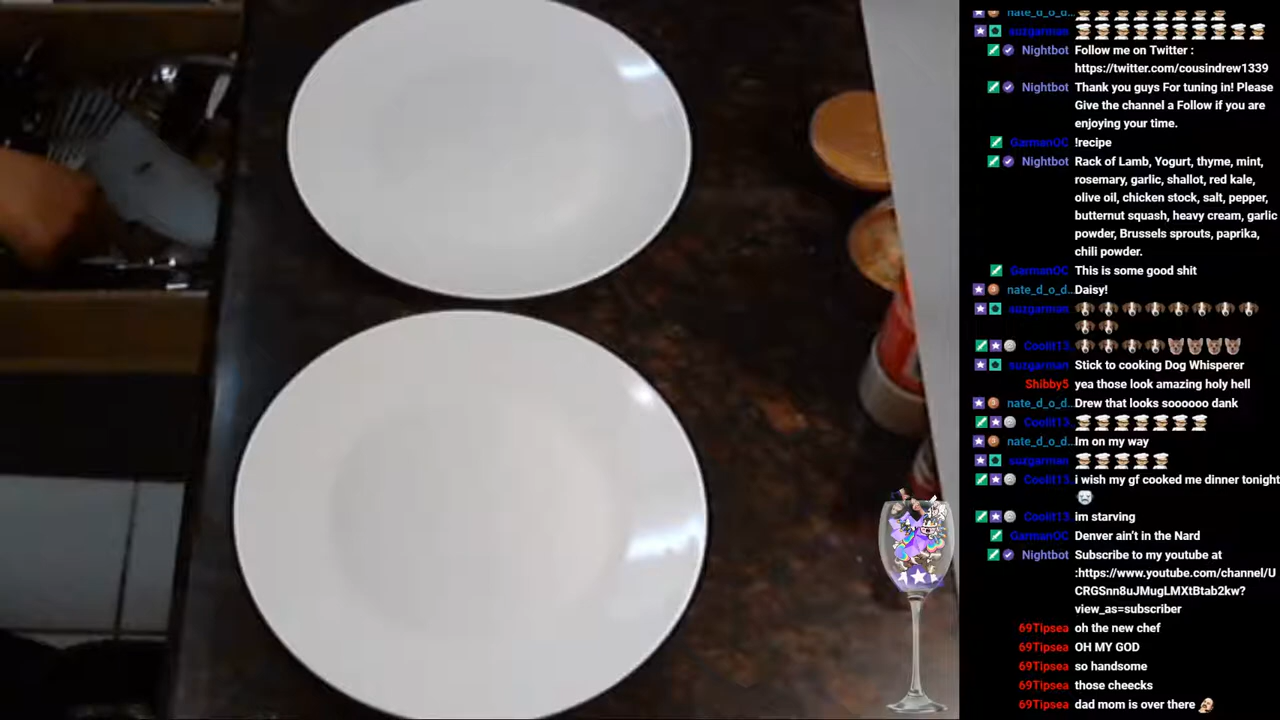 nate_d_o_d...
suzgarman
Nightbot Follow me on Twitter :
https://twitter.com/cousindrew1339
Nightbot Thank you guys For tuning in! Please
Give the channel a Follow if you are
enjoying your time.
GarmanOC !recipe
Nightbot Rack of Lamb, Yogurt, thyme, mint,
rosemary, garlic, shallot, red kale,
olive oil, chicken stock, salt, pepper,
butternut squash, heavy cream, garlic
powder, Brussels sprouts, paprika,
chili powder.
GarmanOC This is some good shit
nate_d_o_d... Daisy!
suzgarman
Coolit13
suzgarman Stick to cooking Dog Whisperer
Shibby5 yea those look amazing holy hell
nate_d_o_d... Drew that looks soooooo dank
Coolit13
nate_d_o_d... Im on my way
suzgarman
Coolit13 i wish my gf cooked me dinner tonight
Coolit13 im starving
GarmanOC Denver ain't in the Nard
Nightbot Subscribe to my youtube at
:https://www.youtube.com/channel/U
CRGSnn8uJMugLMXtBtab2kw?
view_as=subscriber
69Tipsea oh the new chef
69Tipsea OH MY GOD
69Tipsea so handsome
69Tipsea those cheecks
69Tipsea dad mom is over there